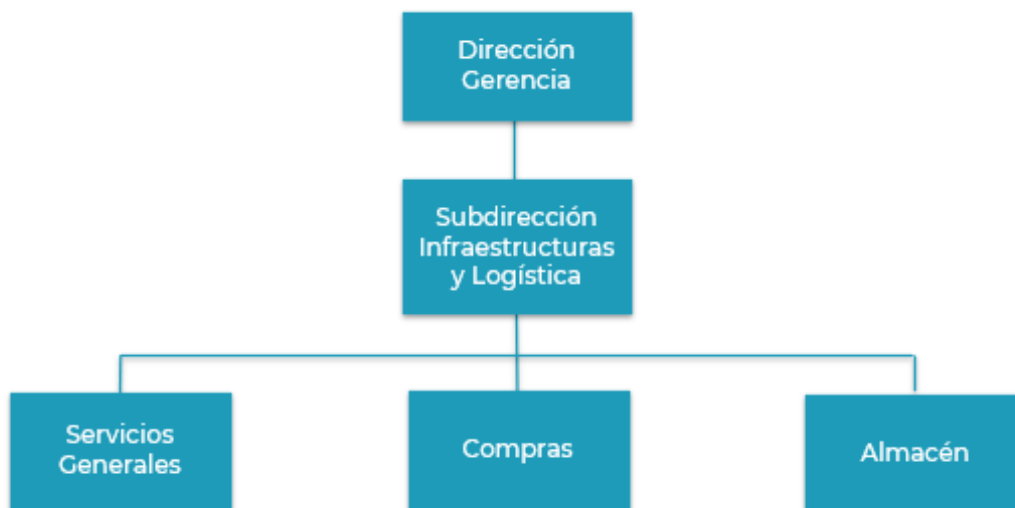 Dirección
Gerencia
Subdirección
Infraestructuras
y Logística
Servicios
Generales
Compras
Almacén